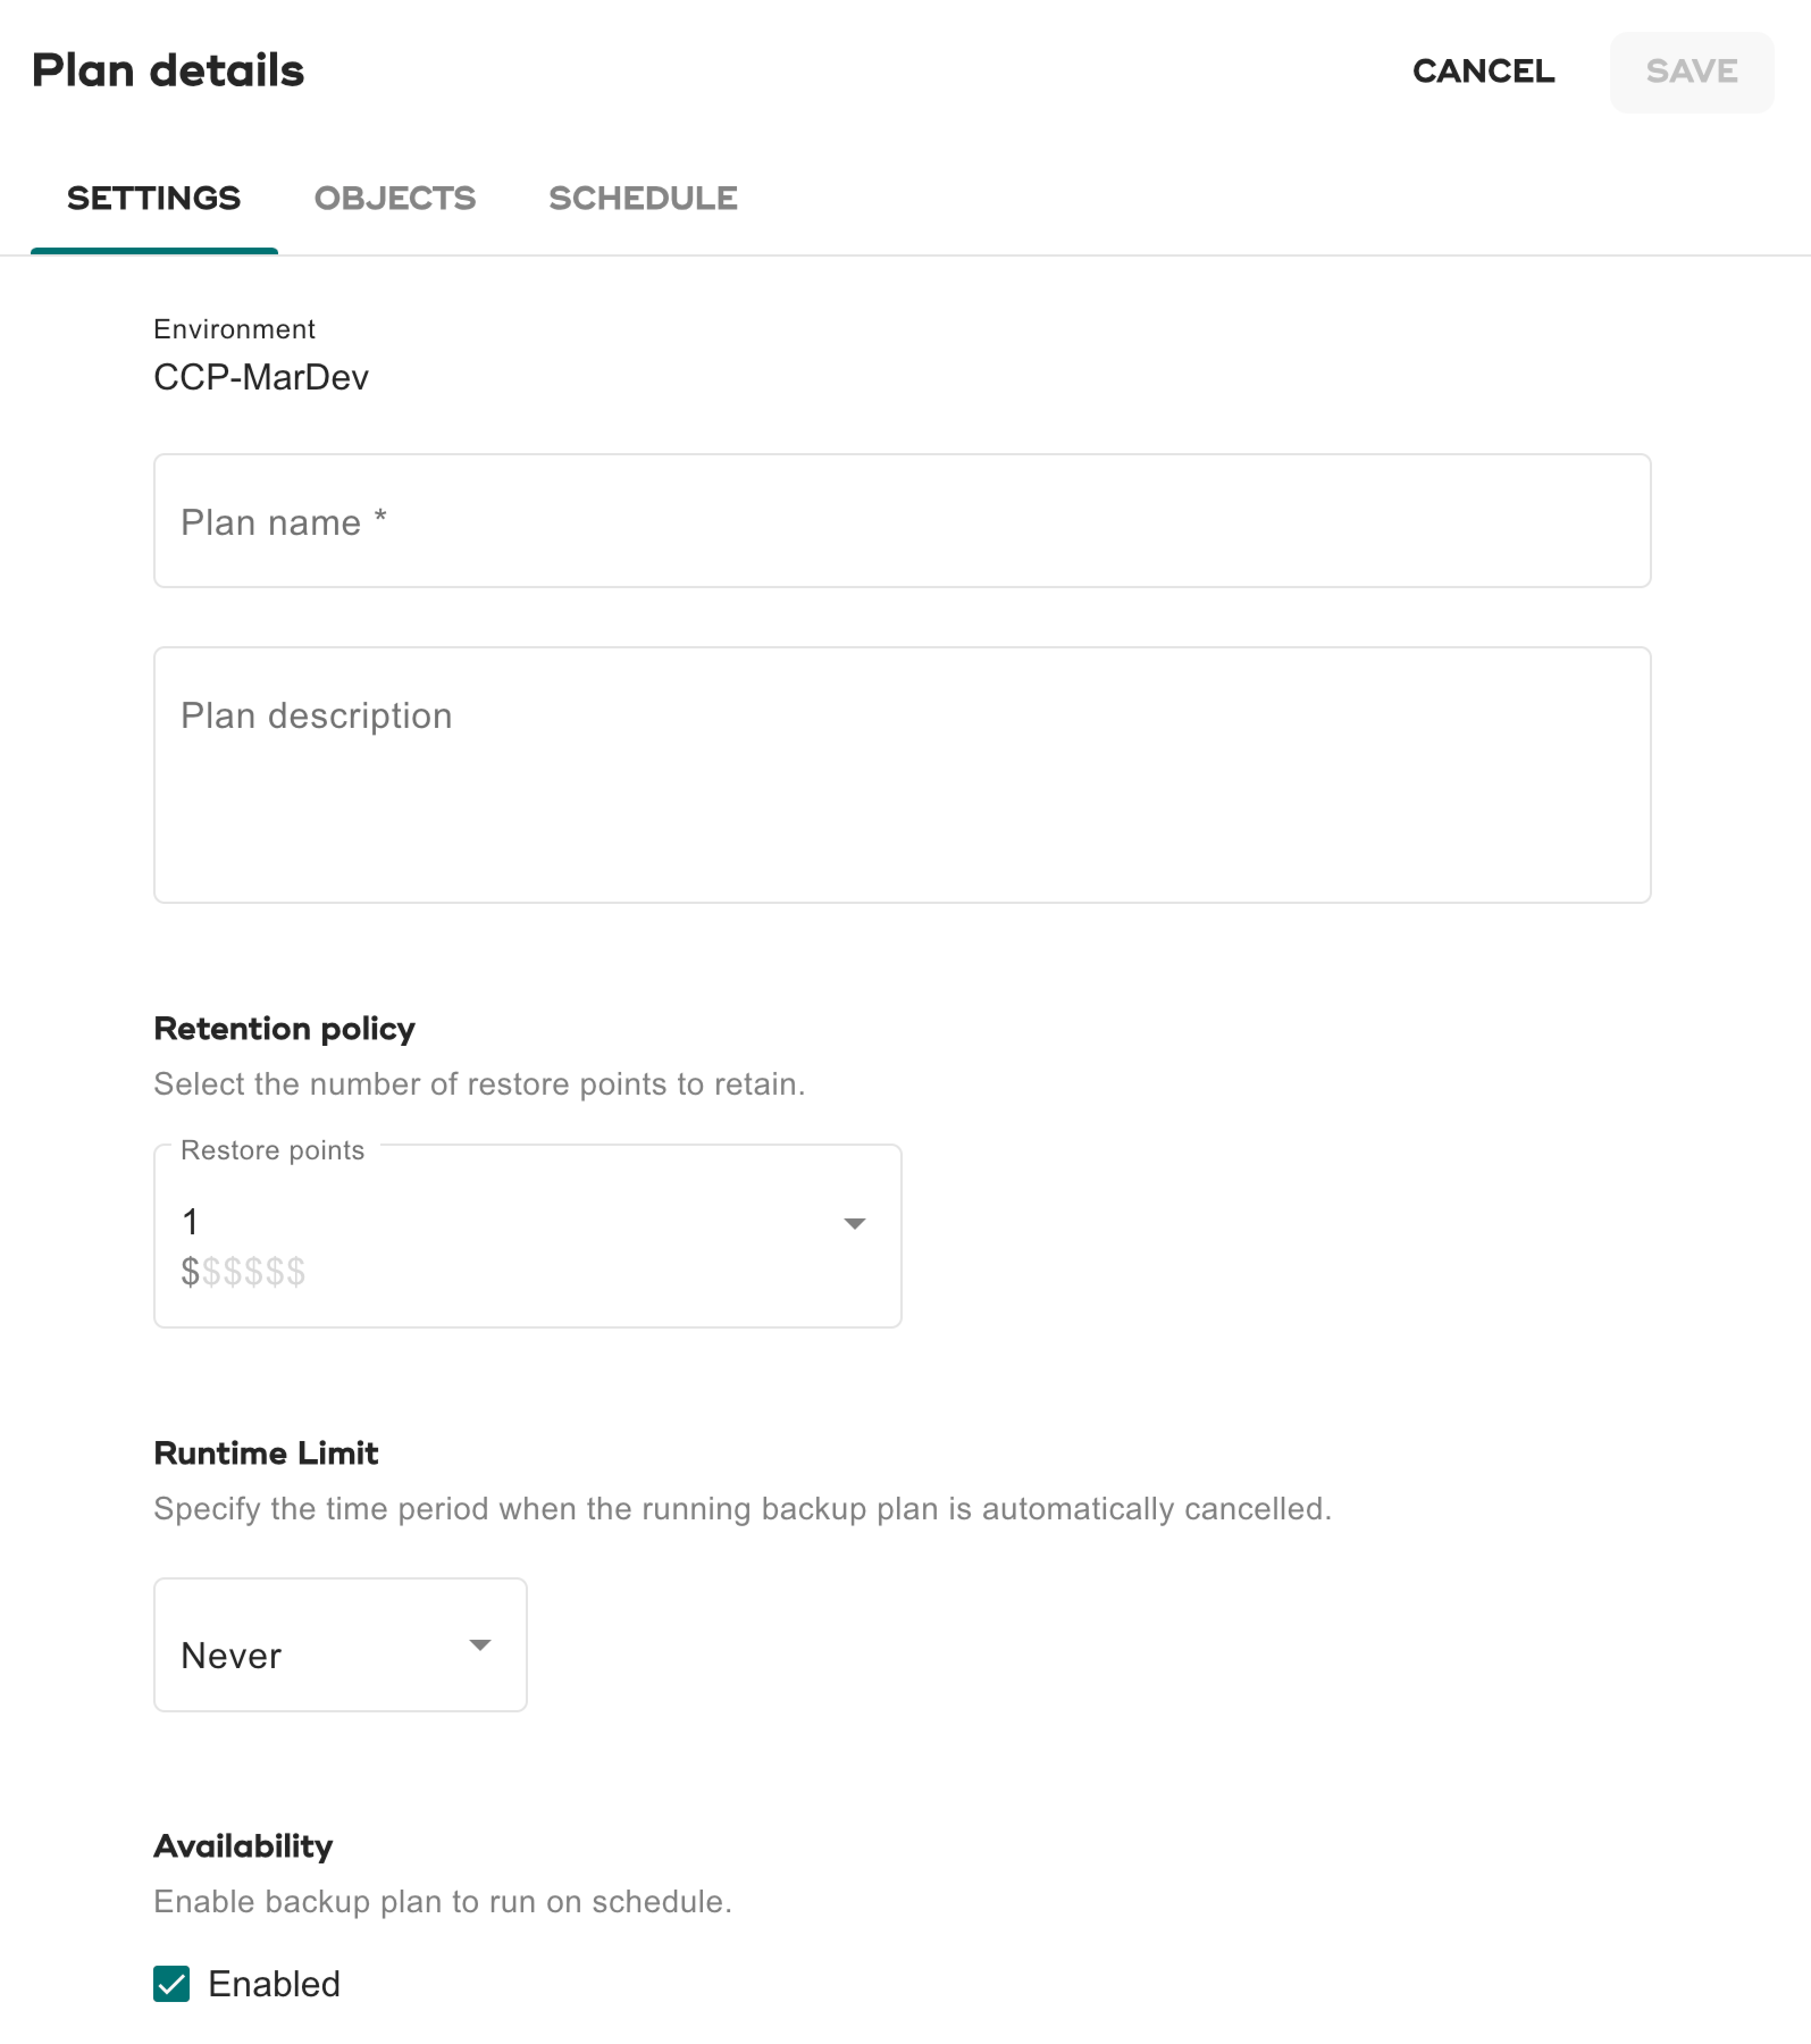 Plan details
CANCEL
SAVE
SETTINGS
OBJECTS
SCHEDULE
Environment
CCP-MarDev
Plan name *
Plan description
Retention policy
Select the number of restore points to retain.
Restore points
1
$$$$$$
Runtime Limit
Specify the time period when the running backup plan is automatically cancelled.
Never
Availability
Enable backup plan to run on schedule.
Enabled